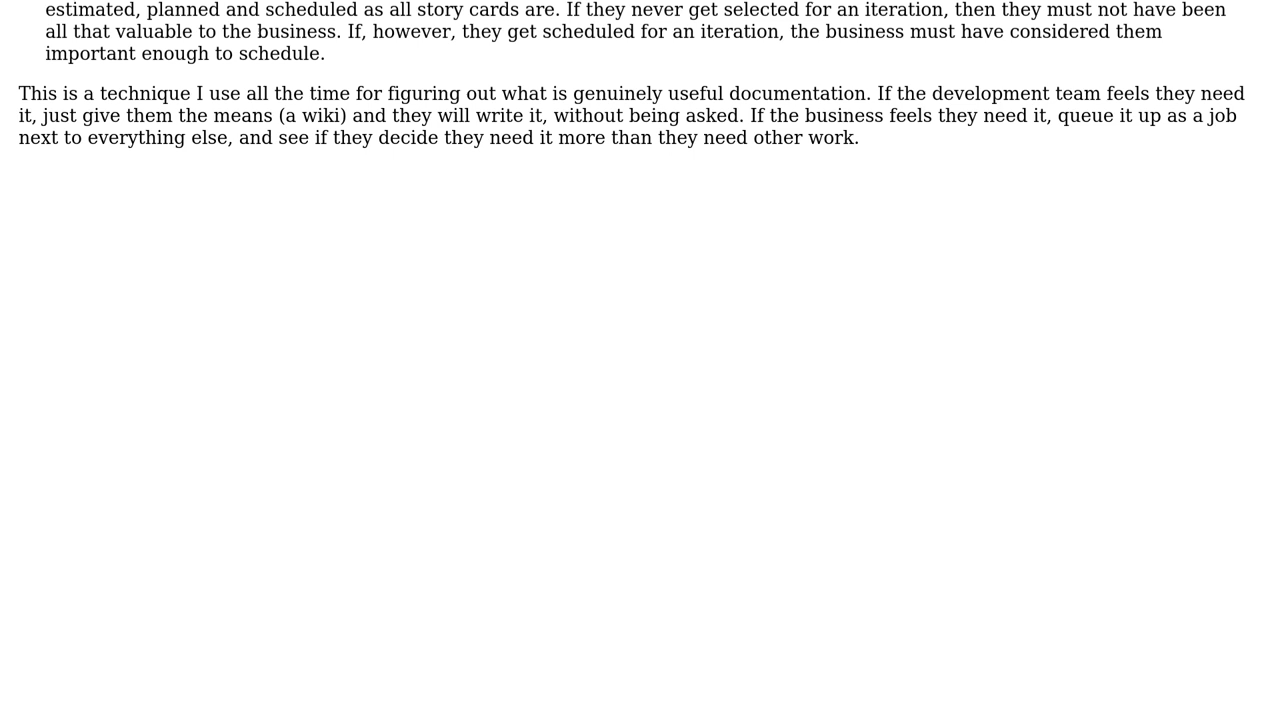 estimated, planned and scheduled as all story cards are. If they never get selected for an iteration, then they must not have been
all that valuable to the business. If, however, they get scheduled for an iteration, the business must have considered them
important enough to schedule.
This is a technique I use all the time for figuring out what is genuinely useful documentation. If the development team feels they need
it, just give them the means (a wiki) and they will write it, without being asked. If the business feels they need it, queue it up as a job
next to everything else, and see if they decide they need it more than they need other work.